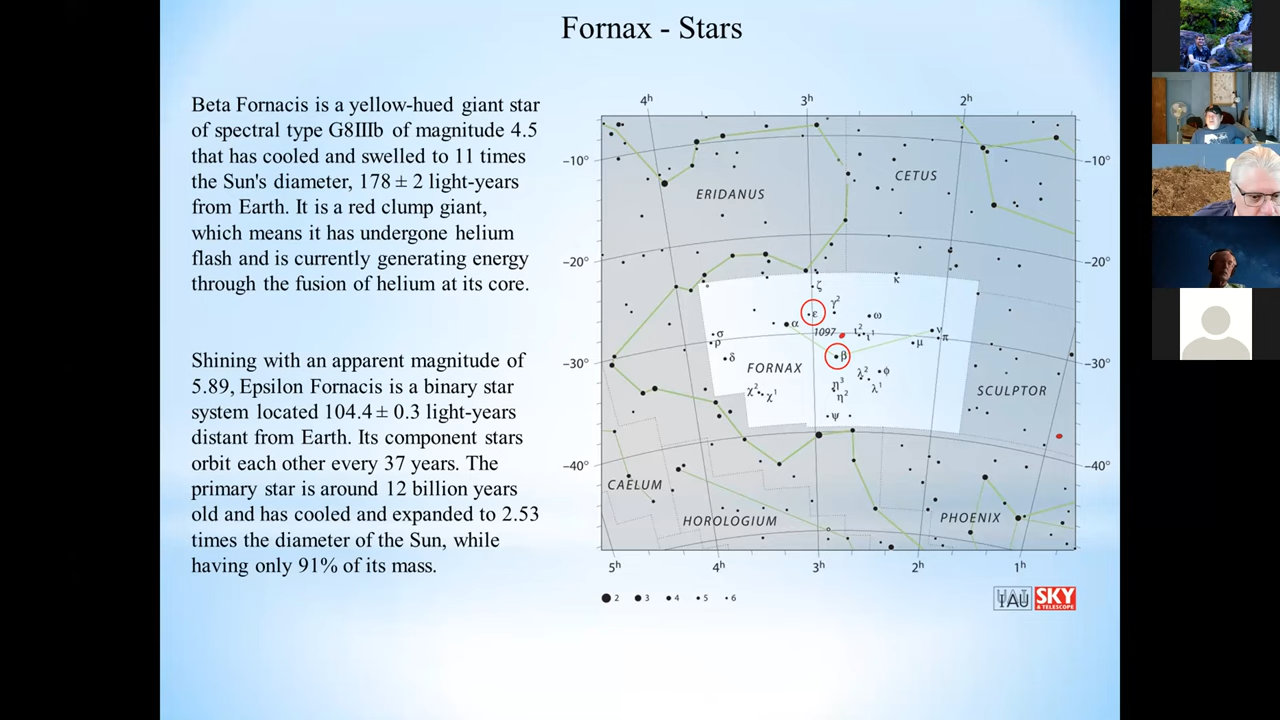 Fornax - Stars
Beta Fornacis is a yellow-hued giant star
of spectral type G8IIIb of magnitude 4.5
that has cooled and swelled to 11 times
the Sun's diameter, 178 ± 2 light-years
from Earth. It is a red clump giant,
which means it has undergone helium
flash and is currently generating energy
through the fusion of helium at its core.
Shining with an apparent magnitude of
5.89, Epsilon Fornacis is a binary star
system located 104.4 ± 0.3 light-years
distant from Earth. Its component stars
orbit each other every 37 years. The
primary star is around 12 billion years
old and has cooled and expanded to 2.53
times the diameter of the Sun, while
having only 91% of its mass.
4h 3h 2h
-10° -10°
CETUS
ERIDANUS
-20° -20°
κ
ζ
γ2
ε ω
α
1097 ι2 ι1 ν
σ π
ρ μ
β
δ
-30° -30°
FORNAX λ2 φ
η3 λ1
χ2 χ1 η2
SCULPTOR
ψ
-40° -40°
CAELUM
HOROLOGIUM PHOENIX
5h 4h 3h 2h 1h
2 3 4 5 6
IAU SKY
& TELESCOPE